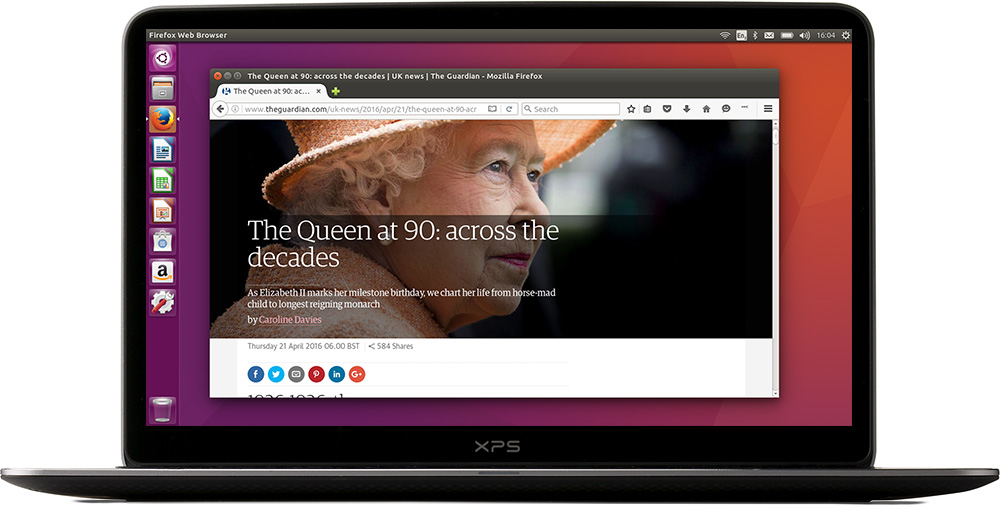 Firefox Web Browser
En
16:04
The Queen at 90: across the decades | UK news | The Guardian - Mozilla Firefox
The Queen at 90: ac...
www.theguardian.com/uk-news/2016/apr/21/the-queen-at-90-acr
Search
The Queen at 90: across the
decades
As Elizabeth II marks her milestone birthday, we chart her life from horse-mad
child to longest reigning monarch
by Caroline Davies
Thursday 21 April 2016 06.00 BST
584 Shares
XPS